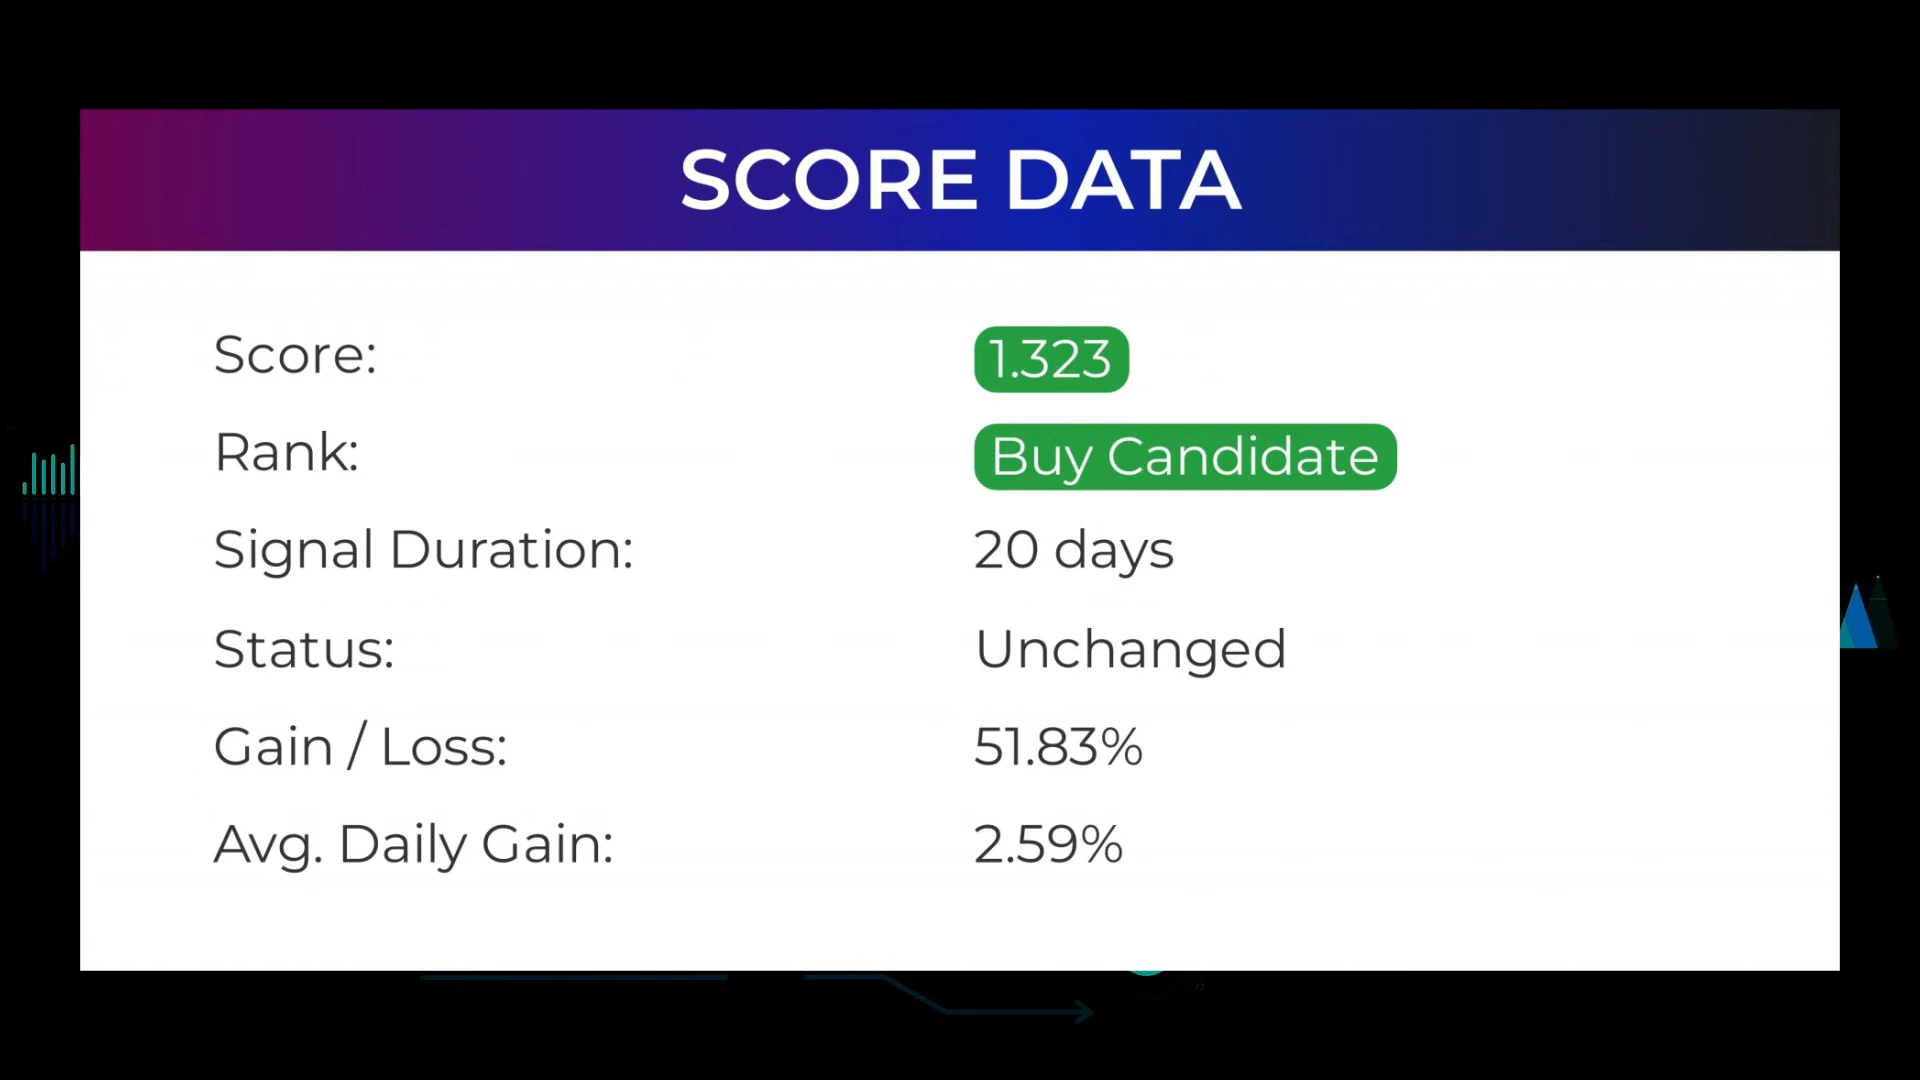 SCORE DATA
Score: 1.323
Rank: Buy Candidate
Signal Duration: 20 days
Status: Unchanged
Gain / Loss: 51.83%
Avg. Daily Gain: 2.59%